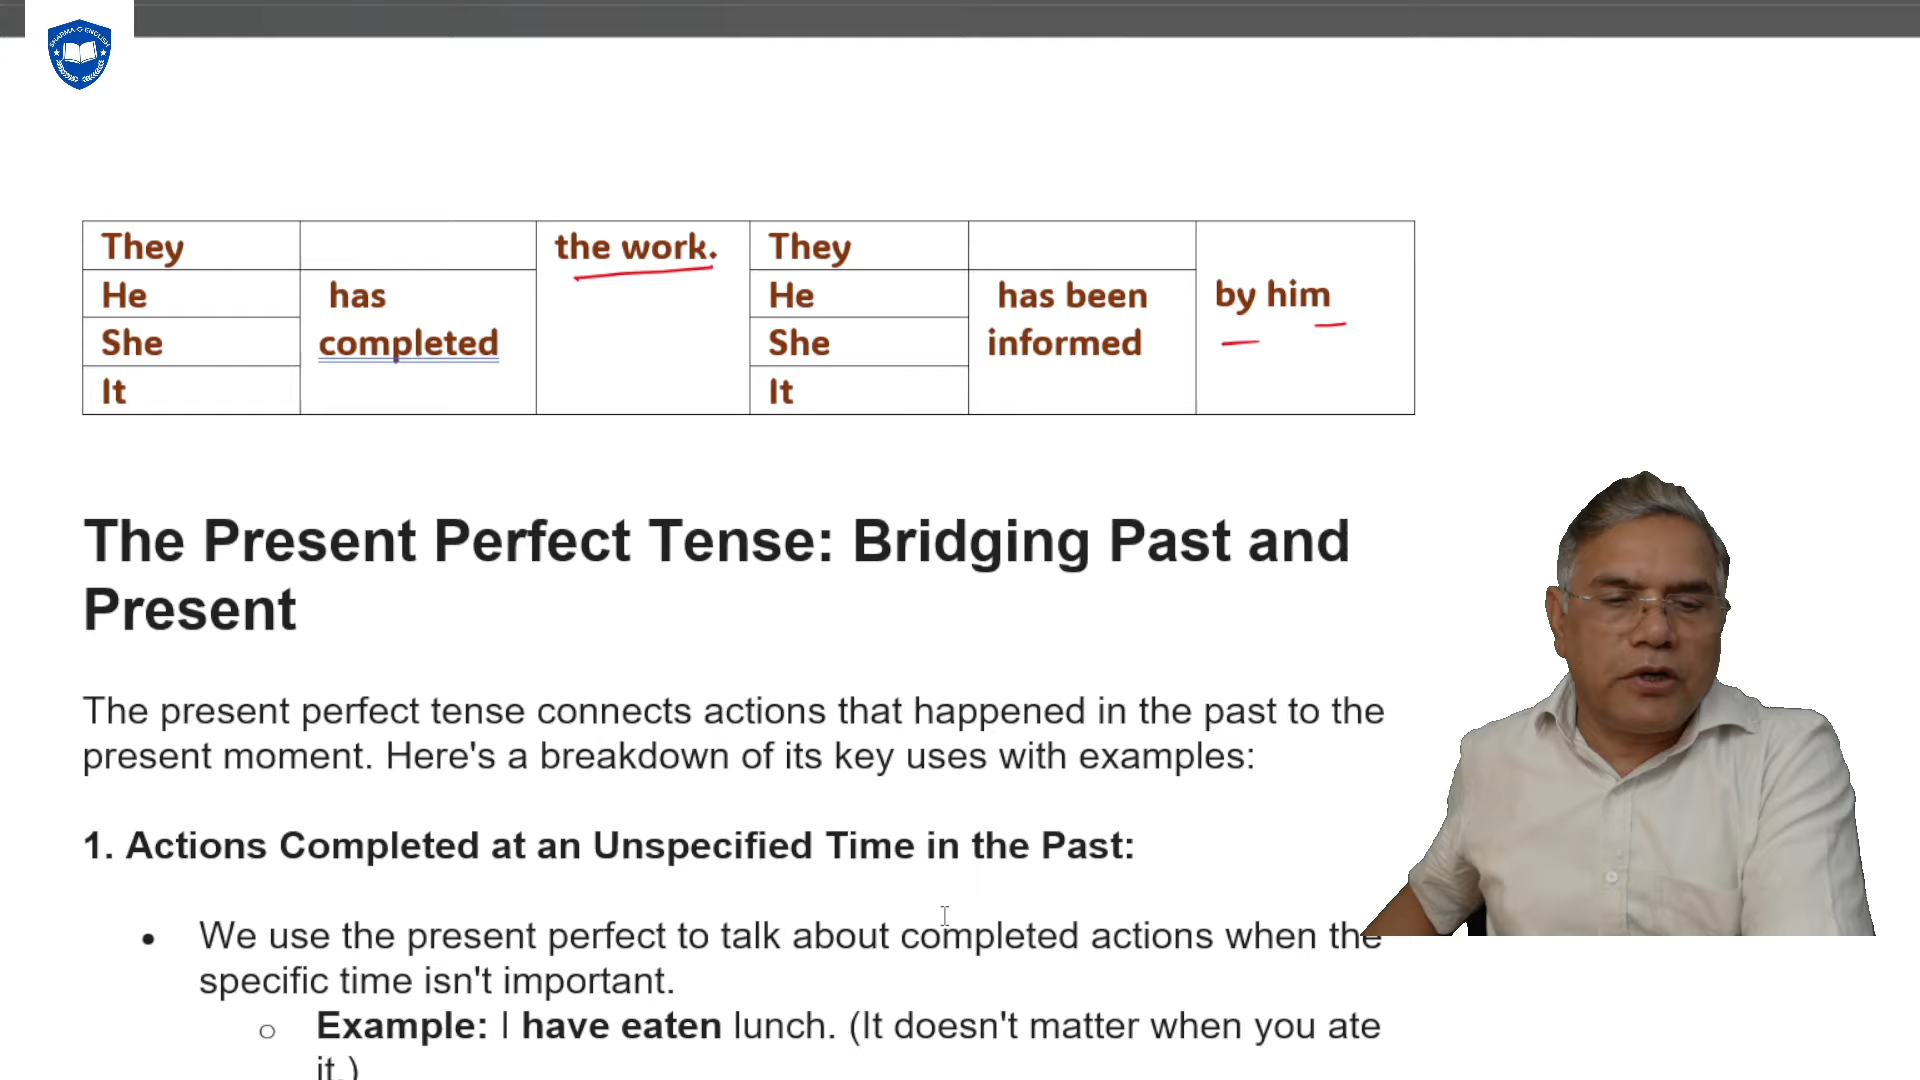 SHARMA G ENGLISH
They the work. They
He has He has been by him
She completed She informed
It It
The Present Perfect Tense: Bridging Past and
Present
The present perfect tense connects actions that happened in the past to the
present moment. Here's a breakdown of its key uses with examples:
1. Actions Completed at an Unspecified Time in the Past:
• We use the present perfect to talk about completed actions when the
specific time isn't important.
o Example: I have eaten lunch. (It doesn't matter when you ate
it.)